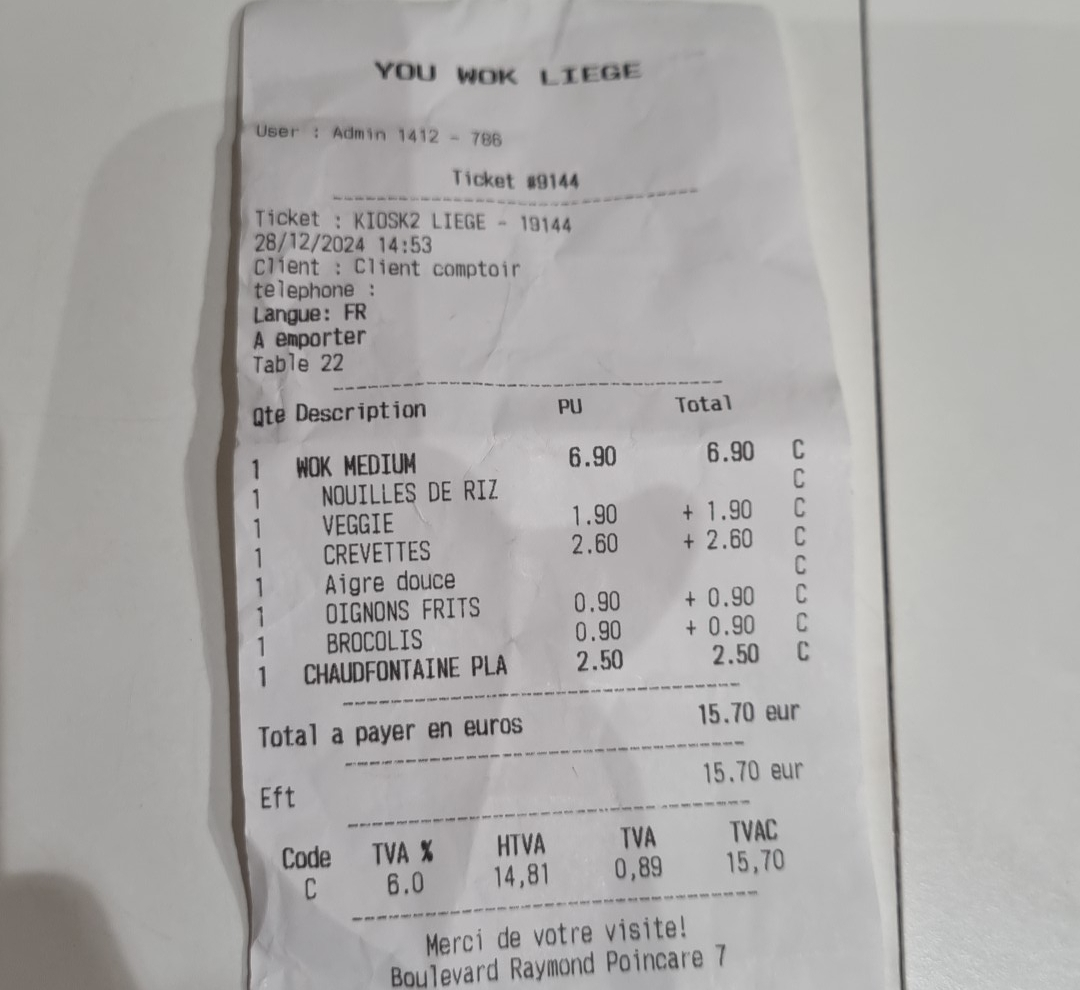 YOU WOK LIEGE
User : Admin 1412 - 786
Ticket #9144
Ticket : KIOSK2 LIEGE - 19144
28/12/2024 14:53
Client : Client comptoir
telephone :
Langue: FR
A emporter
Table 22
Qte Description PU Total
1 WOK MEDIUM 6.90 6.90 C
1 NOUILLES DE RIZ C
1 VEGGIE 1.90 + 1.90 C
1 CREVETTES 2.60 + 2.60 C
1 Aigre douce C
1 OIGNONS FRITS 0.90 + 0.90 C
1 BROCOLIS 0.90 + 0.90 C
1 CHAUDFONTAINE PLA 2.50 2.50 C
Total a payer en euros 15.70 eur
Eft 15.70 eur
Code TVA % HTVA TVA TVAC
C 6.0 14,81 0,89 15,70
Merci de votre visite!
Boulevard Raymond Poincare 7